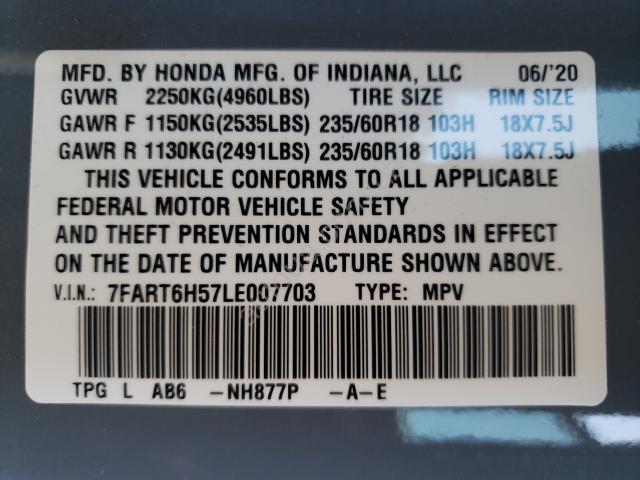 MFD. BY HONDA MFG. OF INDIANA, LLC 06/'20
GVWR 2250KG(4960LBS) TIRE SIZE RIM SIZE
GAWR F 1150KG(2535LBS) 235/60R18 103H 18X7.5J
GAWR R 1130KG(2491LBS) 235/60R18 103H 18X7.5J
THIS VEHICLE CONFORMS TO ALL APPLICABLE
FEDERAL MOTOR VEHICLE SAFETY
AND THEFT PREVENTION STANDARDS IN EFFECT
ON THE DATE OF MANUFACTURE SHOWN ABOVE.
V.I.N.: 7FART6H57LE007703 TYPE: MPV
TPG L AB6 -NH877P -A-E